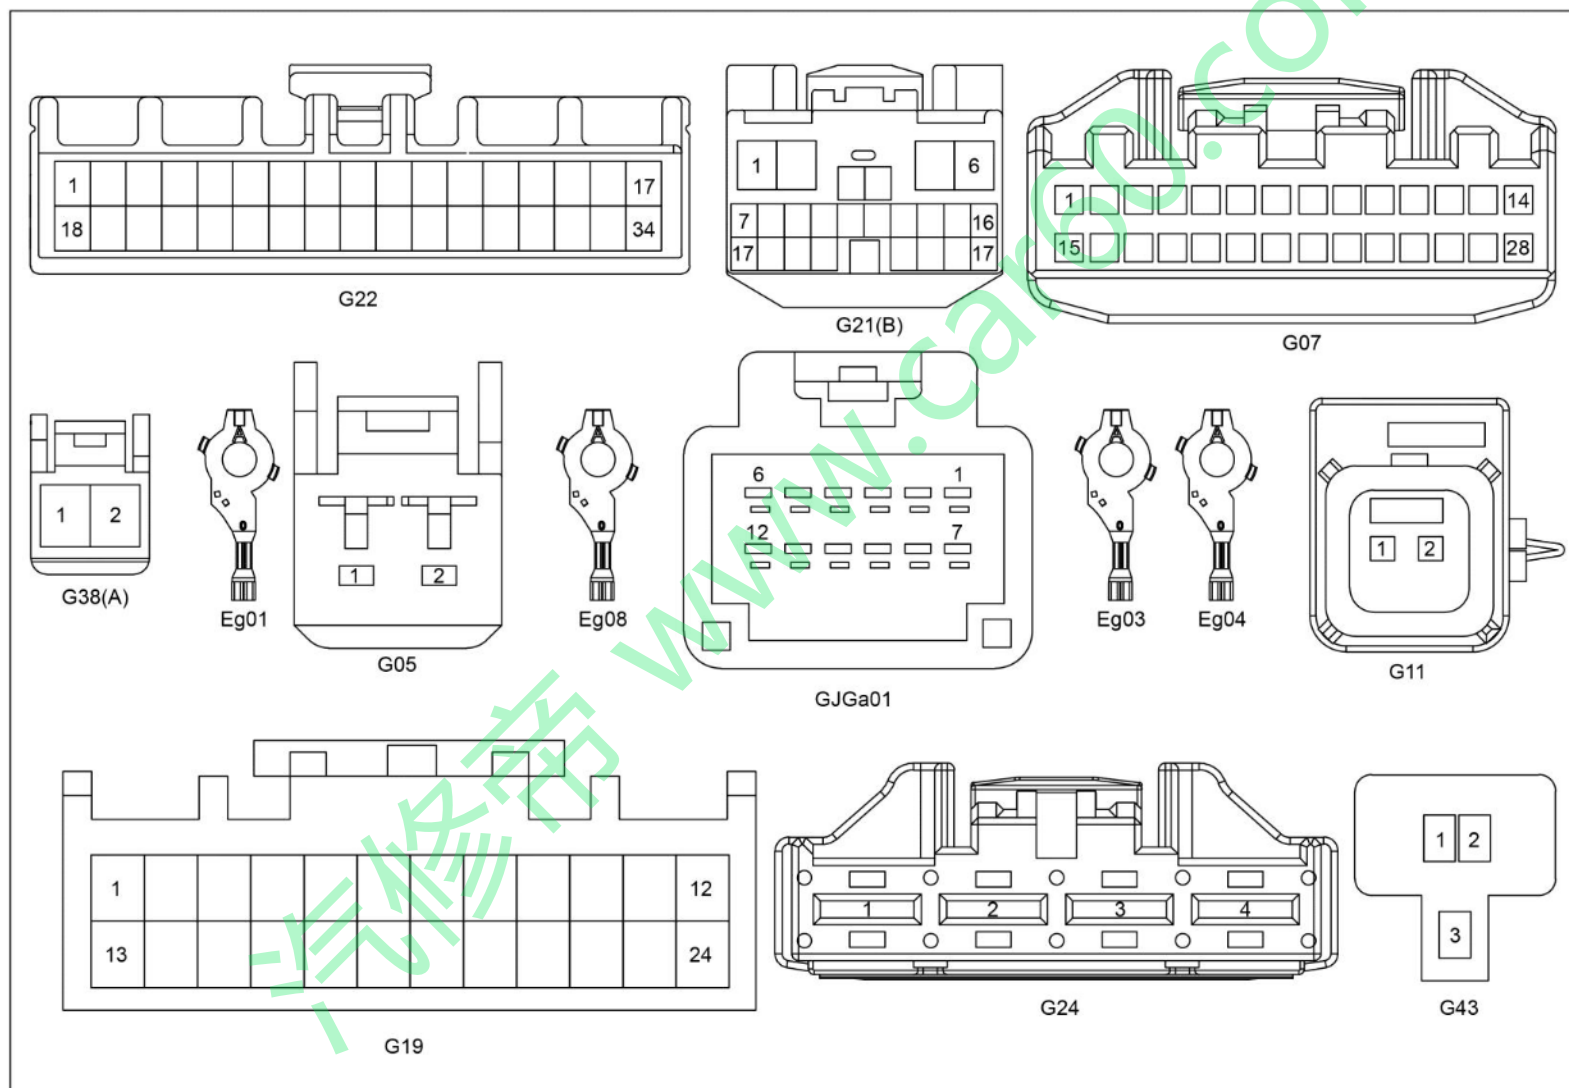 1 17
18 34
G22
1 6
7 16
17 17
G21(B)
1 14
15 28
G07
1 2
G38(A)
Eg01
1 2
G05
Eg08
6 1
12 7
GJGa01
Eg03
Eg04
1 2
G11
1 12
13 24
G19
1 2 3 4
G24
1 2
3
G43
汽修帝 www.car60.com